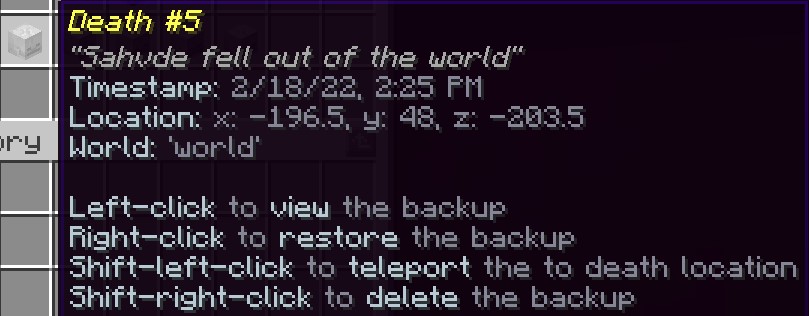 Death #5
"Sahvde fell out of the world"
Timestamp: 2/18/22, 2:25 PM
Location: x: -196.5, y: 48, z: -203.5
ory
World: 'world'
Left-click to view the backup
Right-click to restore the backup
Shift-left-click to teleport the to death location
Shift-right-click to delete the backup